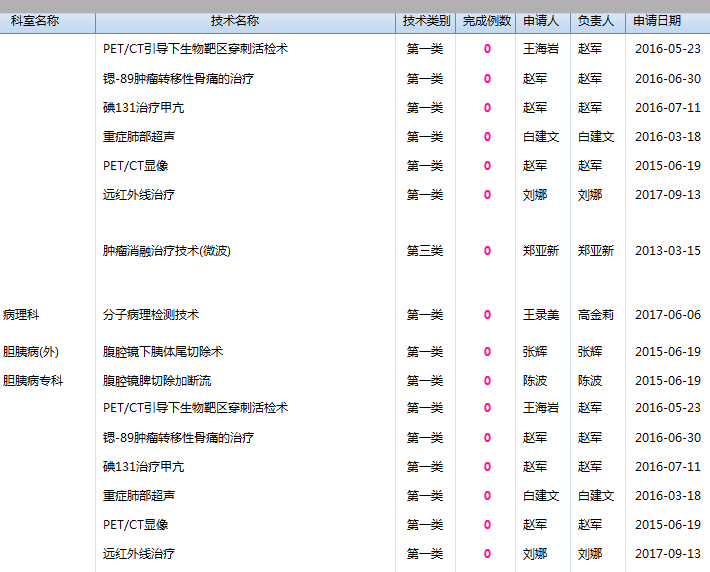 科室名称 技术名称 技术类别 完成例数 申请人 负责人 申请日期
PET/CT引导下生物靶区穿刺活检术 第一类 0 王海岩 赵军 2016-05-23
锶-89肿瘤转移性骨痛的治疗 第一类 0 赵军 赵军 2016-06-30
碘131治疗甲亢 第一类 0 赵军 赵军 2016-07-11
重症肺部超声 第一类 0 白建文 白建文 2016-03-18
PET/CT显像 第一类 0 赵军 赵军 2015-06-19
远红外线治疗 第一类 0 刘娜 刘娜 2017-09-13
肿瘤消融治疗技术(微波) 第三类 0 郑亚新 郑亚新 2013-03-15
病理科 分子病理检测技术 第一类 0 王录美 高金莉 2017-06-06
胆胰病(外) 腹腔镜下胰体尾切除术 第一类 0 张辉 张辉 2015-06-19
胆胰病专科 腹腔镜脾切除加断流 第一类 0 陈波 陈波 2015-06-19
PET/CT引导下生物靶区穿刺活检术 第一类 0 王海岩 赵军 2016-05-23
锶-89肿瘤转移性骨痛的治疗 第一类 0 赵军 赵军 2016-06-30
碘131治疗甲亢 第一类 0 赵军 赵军 2016-07-11
重症肺部超声 第一类 0 白建文 白建文 2016-03-18
PET/CT显像 第一类 0 赵军 赵军 2015-06-19
远红外线治疗 第一类 0 刘娜 刘娜 2017-09-13